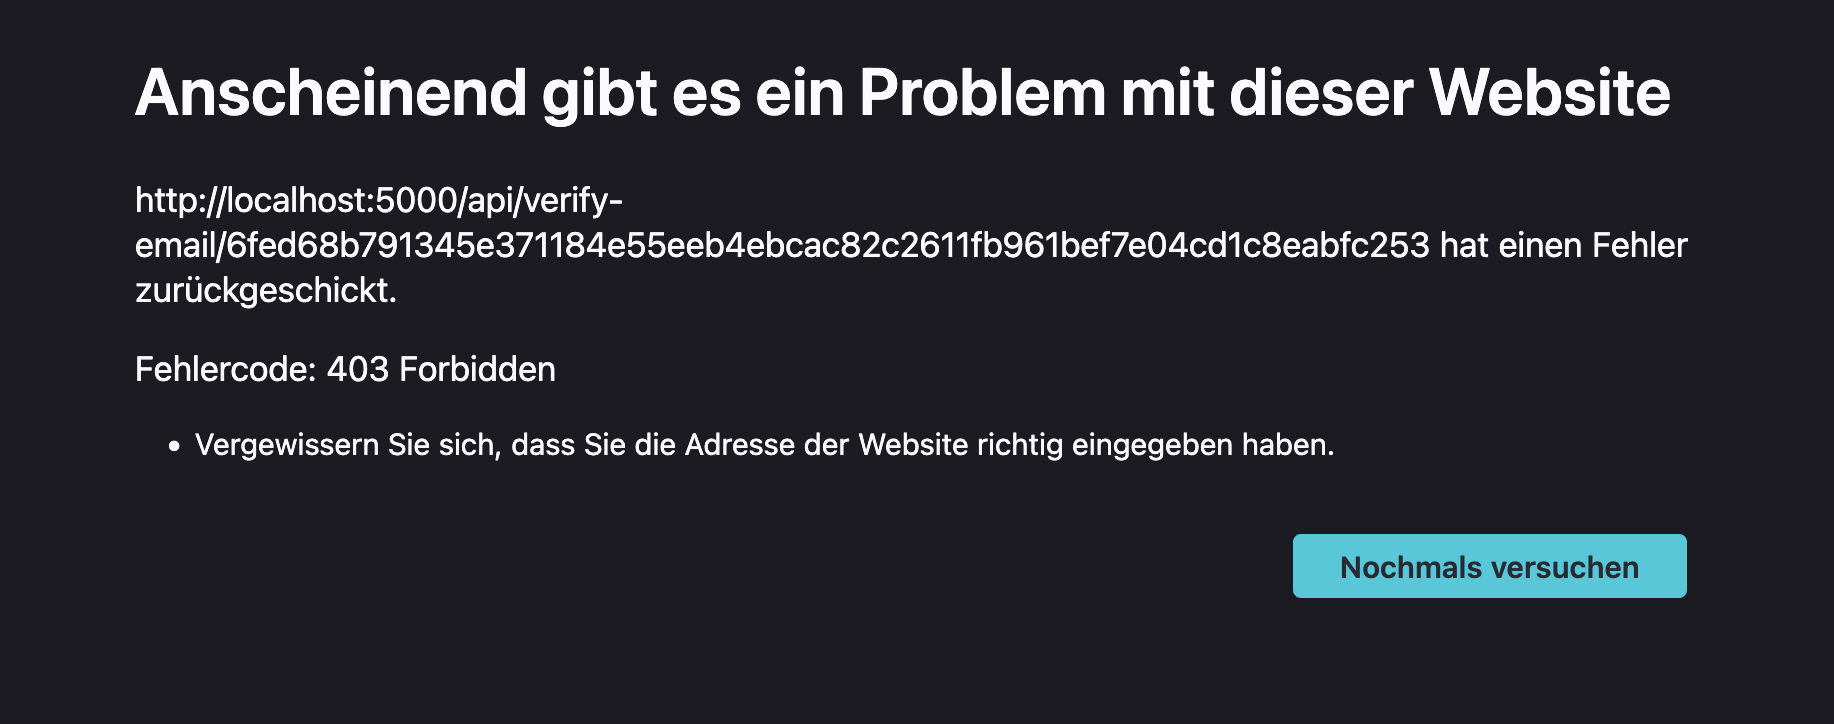 Anscheinend gibt es ein Problem mit dieser Website
http://localhost:5000/api/verify-
email/6fed68b791345e371184e55eeb4ebcac82c2611fb961bef7e04cd1c8eabfc253 hat einen Fehler
zurückgeschickt.
Fehlercode: 403 Forbidden
• Vergewissern Sie sich, dass Sie die Adresse der Website richtig eingegeben haben.
Nochmals versuchen